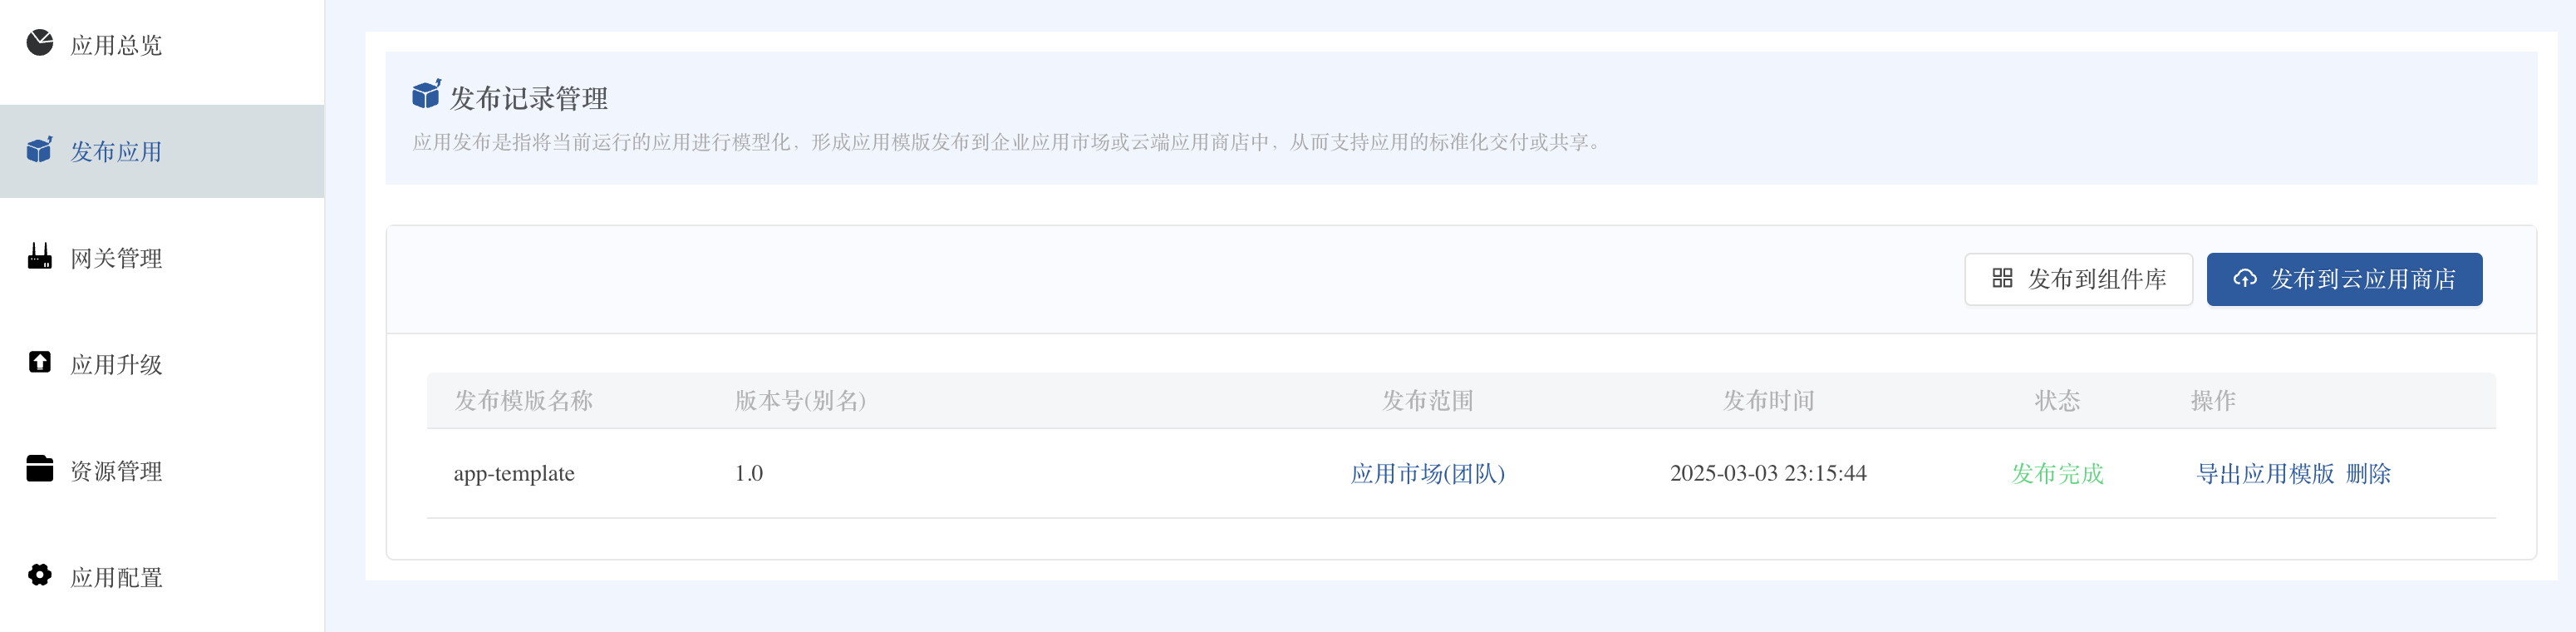 应用总览
发布应用
网关管理
应用升级
资源管理
应用配置
发布记录管理
应用发布是指将当前运行的应用进行模型化，形成应用模版发布到企业应用市场或云端应用商店中，从而支持应用的标准化交付或共享。
发布到组件库 发布到云应用商店
发布模版名称 版本号(别名) 发布范围 发布时间 状态 操作
app-template 1.0 应用市场(团队) 2025-03-03 23:15:44 发布完成 导出应用模版 删除